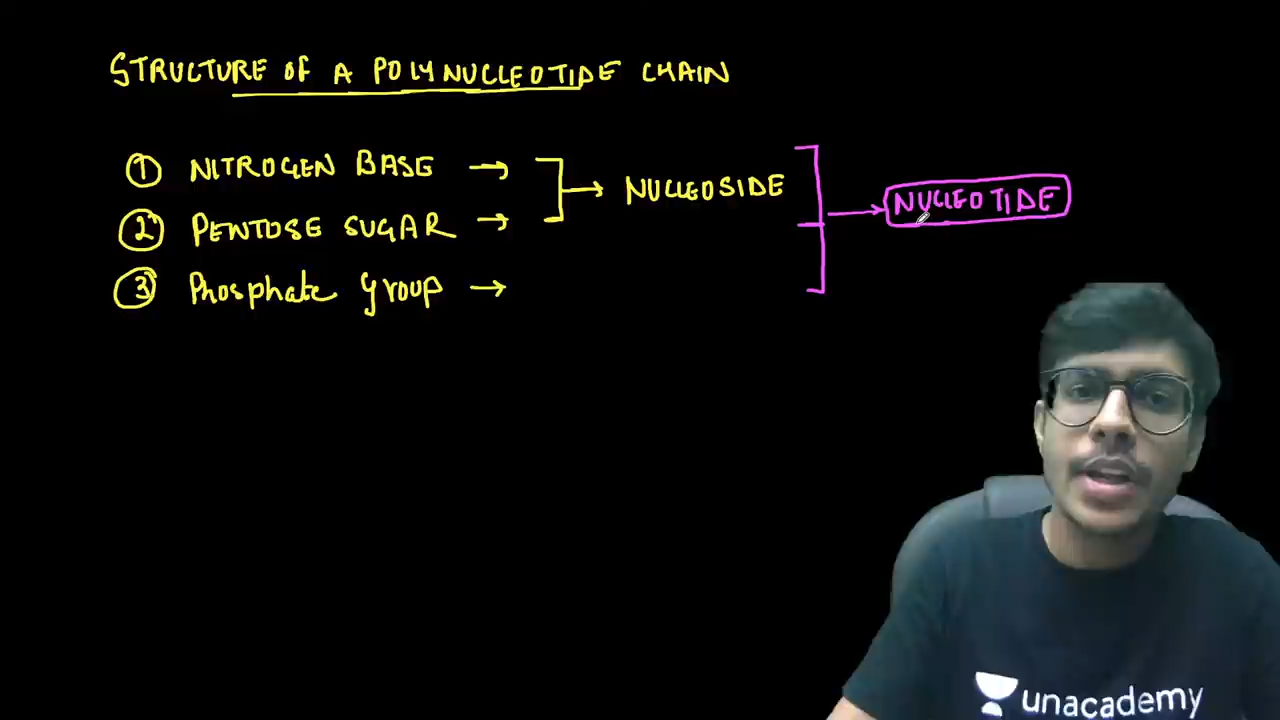 STRUCTURE OF A POLYNUCLEOTIDE CHAIN
① NITROGEN BASE → → NUCLEOSIDE → NUCLEOTIDE
② PENTOSE SUGAR →
③ Phosphate Group →
unacademy